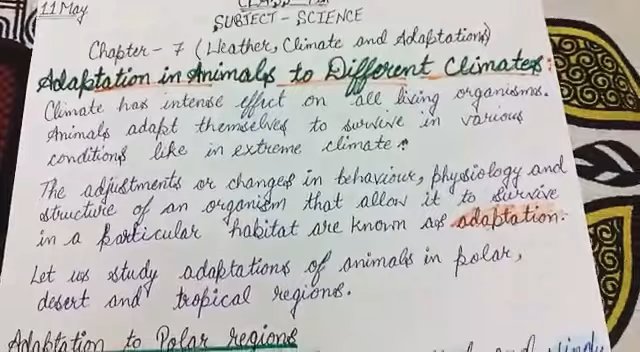 11 May
SUBJECT - SCIENCE
Chapter - 7 (Weather, Climate and Adaptations)
Adaptation in Animals to Different Climates:
Climate has intense effect on all living organisms.
Animals adapt themselves to survive in various
conditions like in extreme climate.
The adjustments or changes in behaviour, physiology and
structure of an organism that allow it to survive
in a particular habitat are known as adaptation.
Let us study adaptations of animals in polar,
desert and tropical regions.
Adaptation to Polar regions